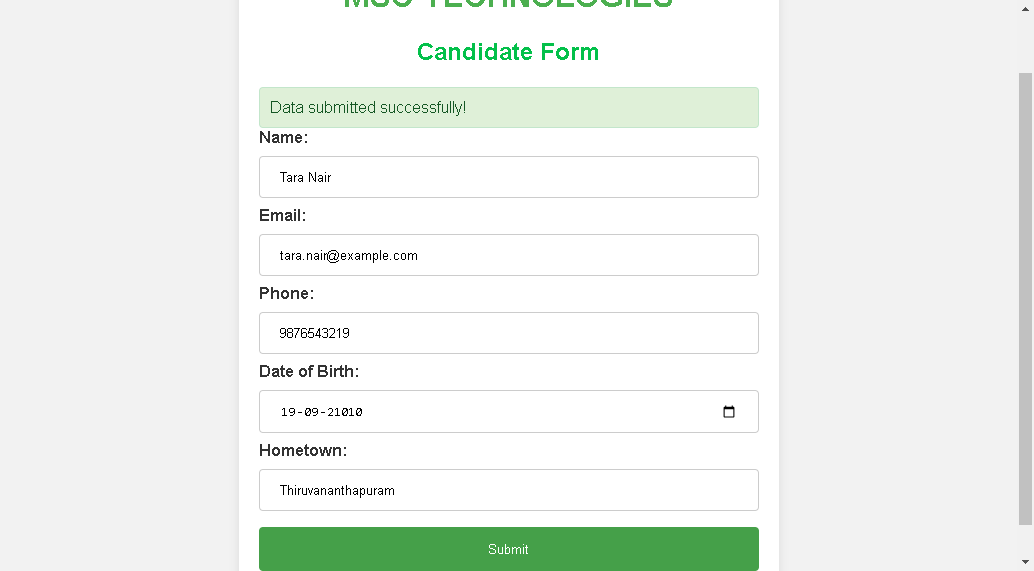 MSC TECHNOLOGIES
Candidate Form
Data submitted successfully!
Name:
Tara Nair
Email:
tara.nair@example.com
Phone:
9876543219
Date of Birth:
19-09-21010
Hometown:
Thiruvananthapuram
Submit